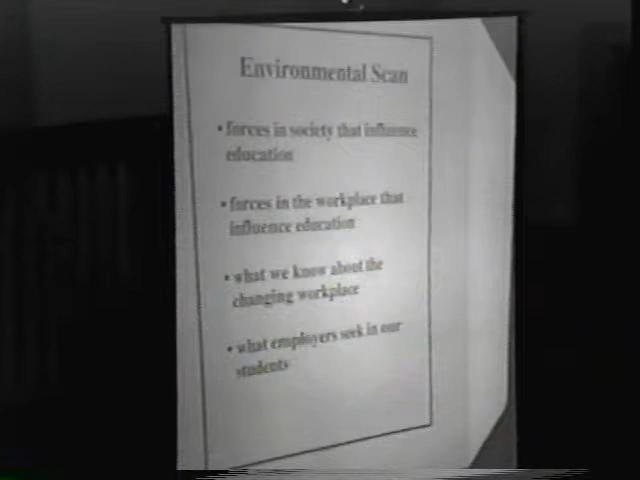 Environmental Scan
• forces in society that influence
education
• forces in the workplace that
influence education
• what we know about the
changing workplace
• what employers seek in our
students